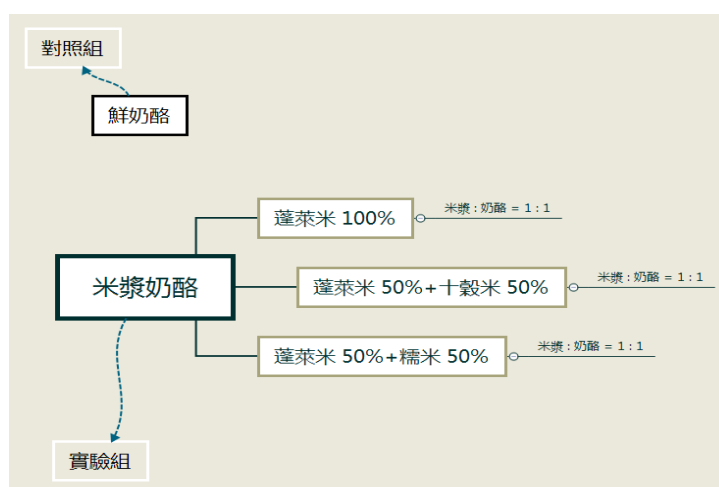 對照組
鮮奶酪
蓬萊米 100%
米漿 : 奶酪 = 1 : 1
米漿奶酪
蓬萊米 50%+十穀米 50%
米漿 : 奶酪 = 1 : 1
蓬萊米 50%+糯米 50%
米漿 : 奶酪 = 1 : 1
實驗組